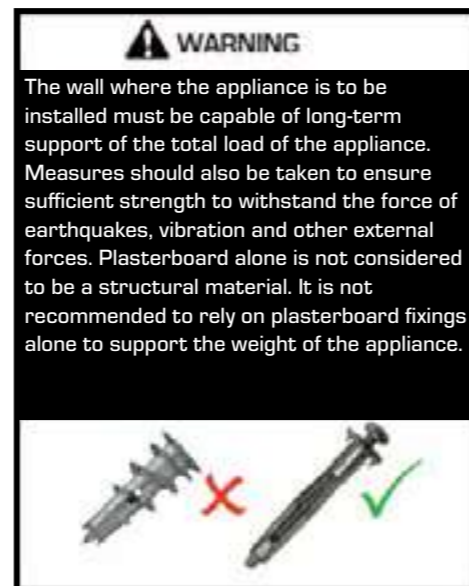 WARNING
The wall where the appliance is to be
installed must be capable of long-term
support of the total load of the appliance.
Measures should also be taken to ensure
sufficient strength to withstand the force of
earthquakes, vibration and other external
forces. Plasterboard alone is not considered
to be a structural material. It is not
recommended to rely on plasterboard fixings
alone to support the weight of the appliance.